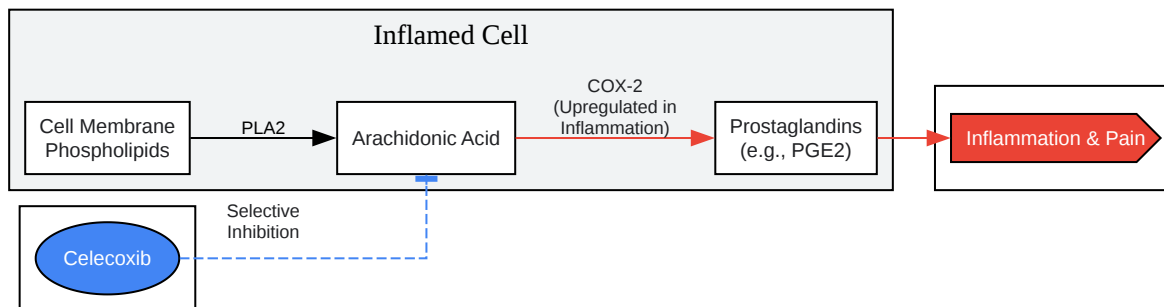 Inflamed Cell
Cell Membrane
Phospholipids
PLA2
Arachidonic Acid
COX-2
(Upregulated in
Inflammation)
Prostaglandins
(e.g., PGE2)
Inflammation & Pain
Selective
Inhibition
Celecoxib